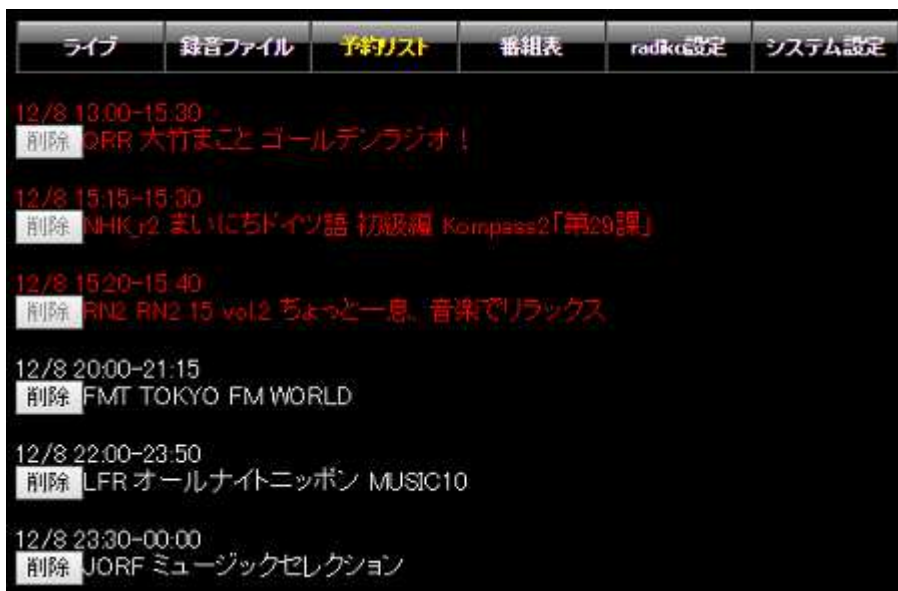 ライブ 録音ファイル 予約リスト 番組表 radiko設定 システム設定
12/8 13:00-15:30
削除 QRR 大竹まこと ゴールデンラジオ！
12/8 15:15-15:30
削除 NHK_r2 まいにちドイツ語 初級編 Kompass2「第29課」
12/8 15:20-15:40
削除 RN2 RN2 15 vol.2 ちょっと一息、音楽でリラックス
12/8 20:00-21:15
削除 FMT TOKYO FM WORLD
12/8 22:00-23:50
削除 LFR オールナイトニッポン MUSIC10
12/8 23:30-00:00
削除 JORF ミュージックセレクション